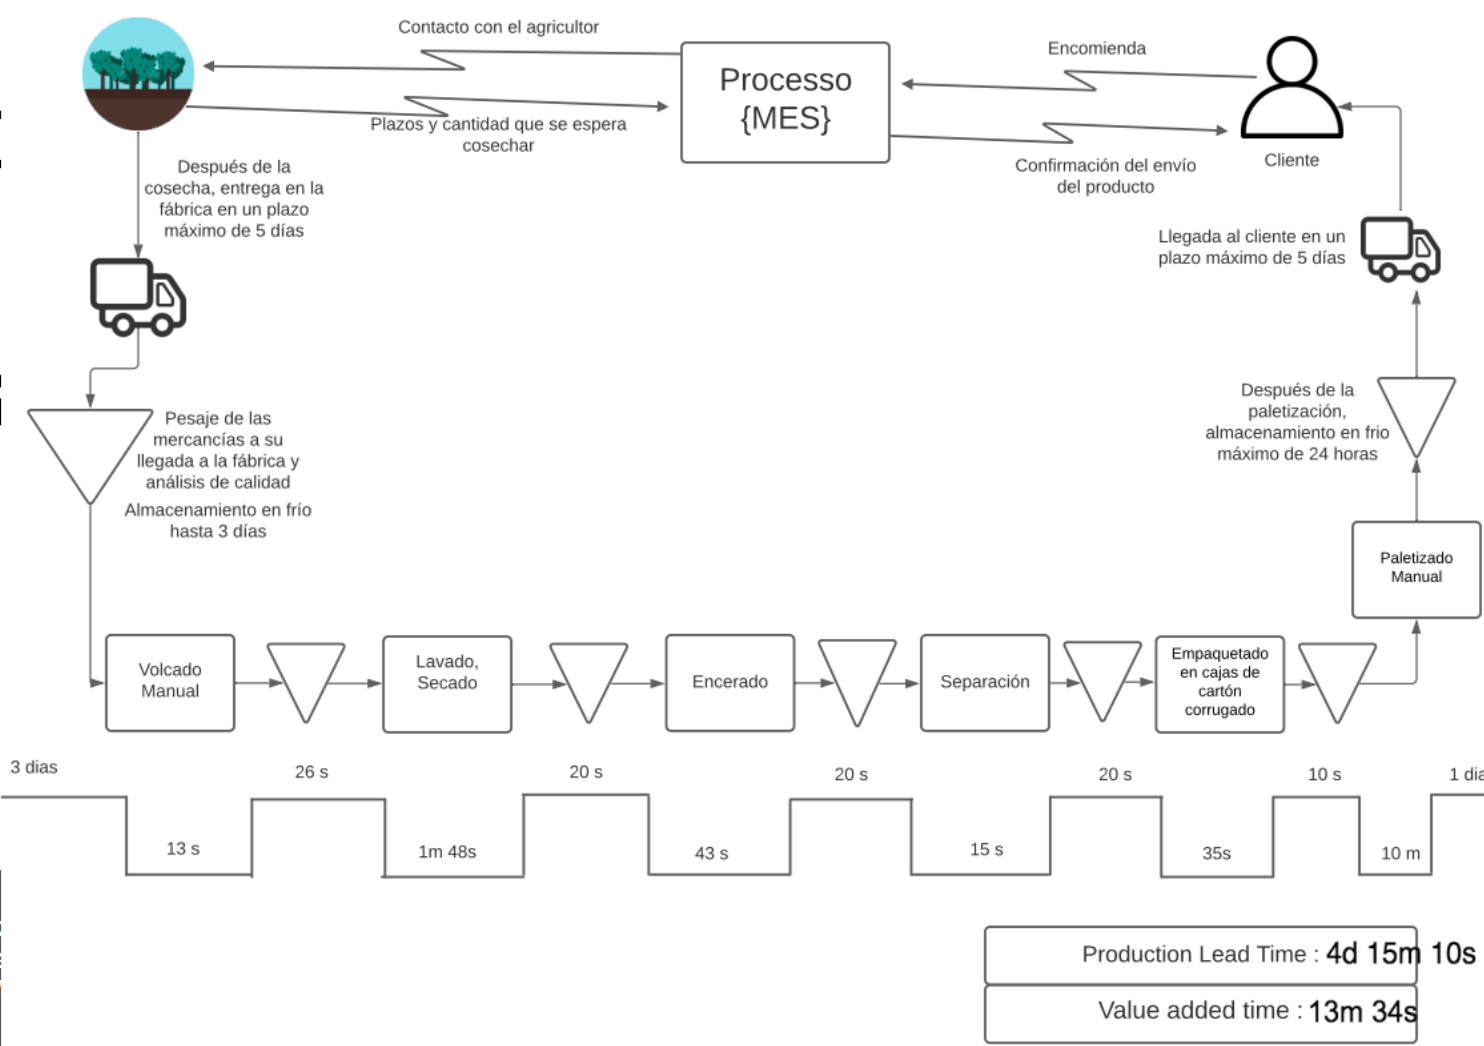 Contacto con el agricultor
Encomienda
Processo
{MES}
Plazos y cantidad que se espera
cosechar
Confirmación del envío
del producto
Cliente
Después de la
cosecha, entrega en la
fábrica en un plazo
máximo de 5 días
Llegada al cliente en un
plazo máximo de 5 días
Pesaje de las
mercancías a su
llegada a la fábrica y
análisis de calidad
Almacenamiento en frío
hasta 3 días
Después de la
paletización,
almacenamiento en frio
máximo de 24 horas
Paletizado
Manual
Volcado
Manual
Lavado,
Secado
Encerado
Separación
Empaquetado
en cajas de
cartón
corrugado
3 dias
26 s
20 s
20 s
20 s
10 s
1 dia
13 s
1m 48s
43 s
15 s
35s
10 m
Production Lead Time : 4d 15m 10s
Value added time : 13m 34s